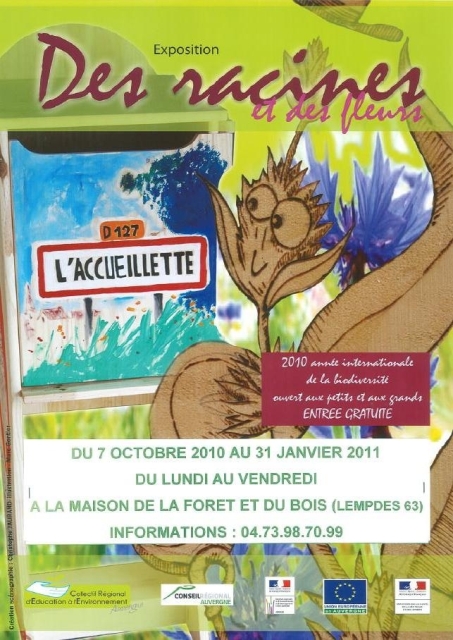 Exposition
Des racines
et des fleurs
D 127
L'ACCUEILLETTE
2010 année internationale
de la biodiversité
ouvert aux petits et aux grands
ENTREE GRATUITE
DU 7 OCTOBRE 2010 AU 31 JANVIER 2011
DU LUNDI AU VENDREDI
A LA MAISON DE LA FORET ET DU BOIS (LEMPDES 63)
INFORMATIONS : 04.73.98.70.99
Collectif Régional
d'Education à l'Environnement
Auvergne
CONSEIL RÉGIONAL
AUVERGNE
UNION EUROPÉENNE